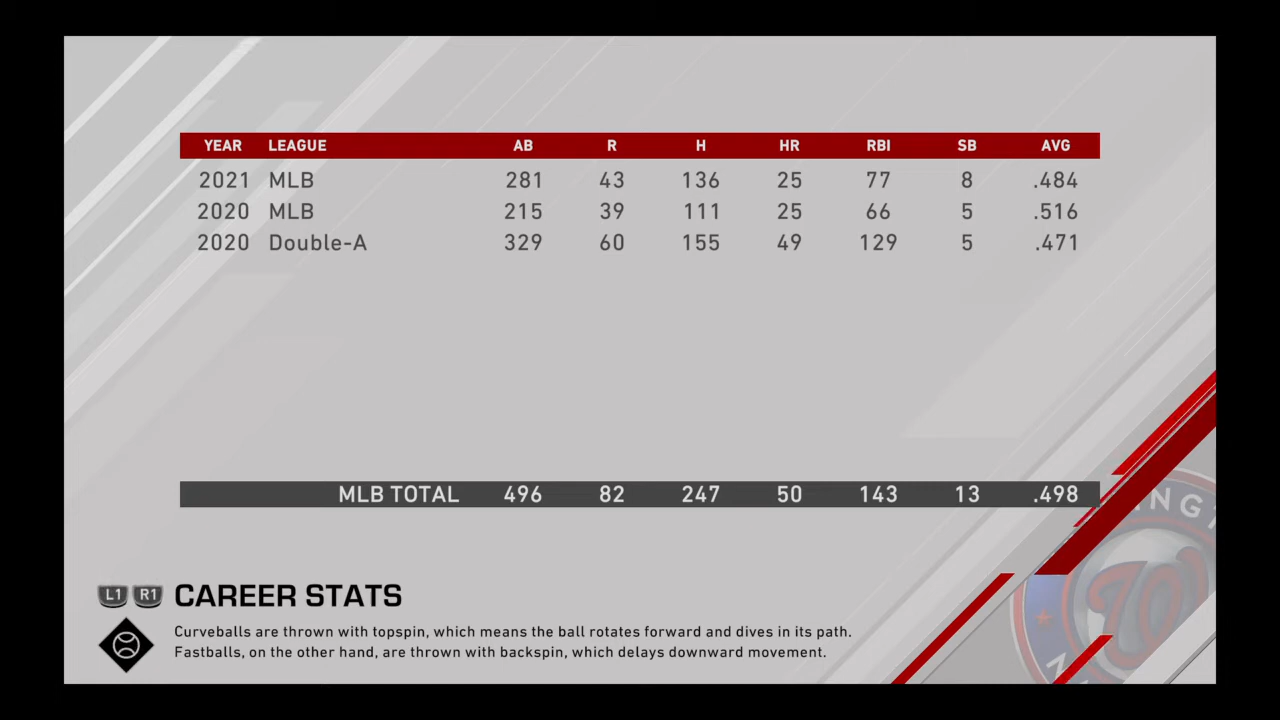 YEAR LEAGUE AB R H HR RBI SB AVG
2021 MLB 281 43 136 25 77 8 .484
2020 MLB 215 39 111 25 66 5 .516
2020 Double-A 329 60 155 49 129 5 .471
MLB TOTAL 496 82 247 50 143 13 .498
L1 R1 CAREER STATS
Curveballs are thrown with topspin, which means the ball rotates forward and dives in its path.
Fastballs, on the other hand, are thrown with backspin, which delays downward movement.